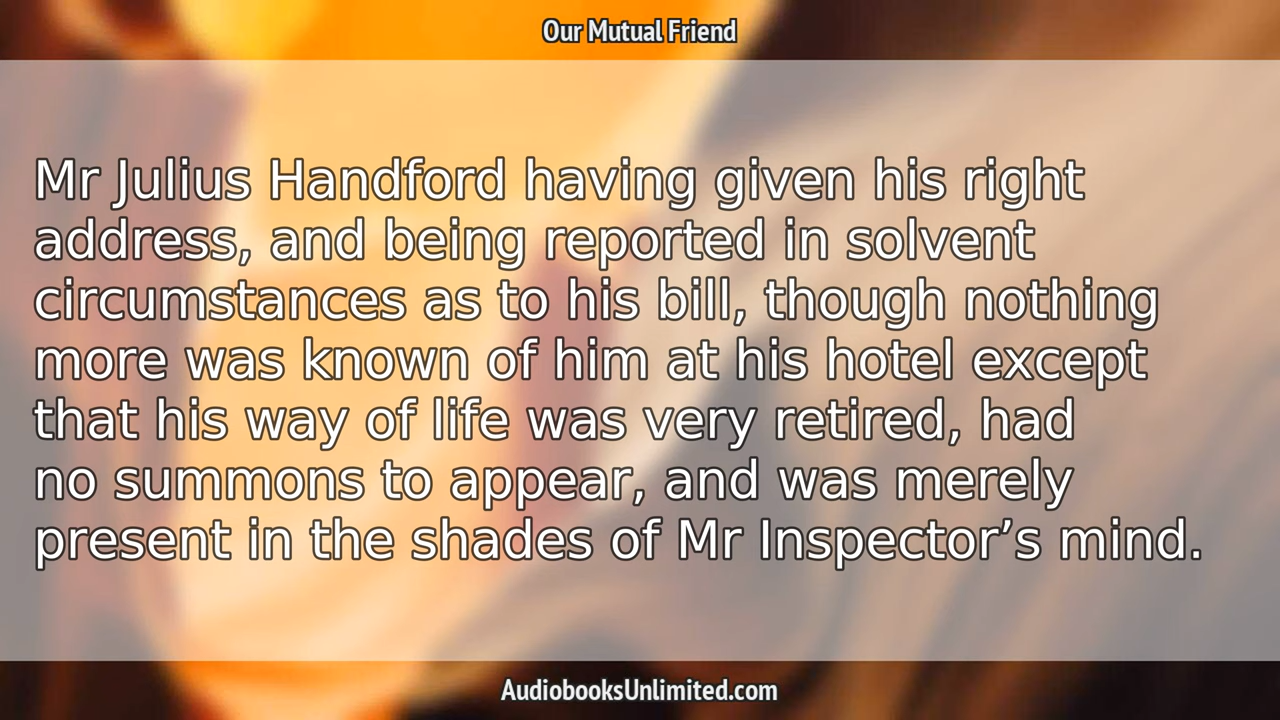 Our Mutual Friend
Mr Julius Handford having given his right
address, and being reported in solvent
circumstances as to his bill, though nothing
more was known of him at his hotel except
that his way of life was very retired, had
no summons to appear, and was merely
present in the shades of Mr Inspector’s mind.
AudiobooksUnlimited.com